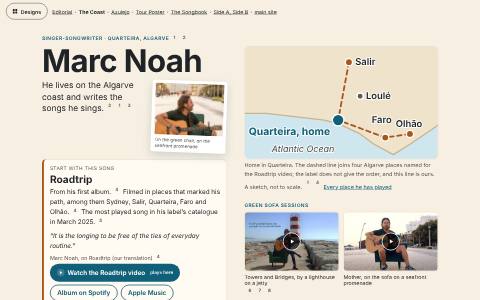 Designs
Editorial · The Coast · Azulejo · Tour Poster · The Songbook · Side A, Side B · main site
SINGER-SONGWRITER · QUARTEIRA, ALGARVE 1 2
Marc Noah
He lives on the Algarve
coast and writes the
songs he sings. 2 1 3
On the green chair, on the
seafront promenade
START WITH THIS SONG
Roadtrip
From his first album. 4 Filmed in places that marked his
path, among them Sydney, Salir, Quarteira, Faro and
Olhão. 4 The most played song in his label's catalogue
in March 2025. 5
"It is the longing to be free of the ties of everyday
routine."
Marc Noah on Roadtrip (our translation) 4
Watch the Roadtrip video plays here
Album on Spotify
Apple Music
Salir
Loulé
Faro
Olhão
Quarteira, home
Atlantic Ocean
Home in Quarteira. The dashed line joins four Algarve places named for
the Roadtrip video; the label does not give the order, and this line is ours.
A sketch, not to scale. 1 4 Every place he has played
GREEN SOFA SESSIONS
Towers and Bridges, by a lighthouse
on a jetty
6 7 8
Mother, on the sofa on a seafront
promenade